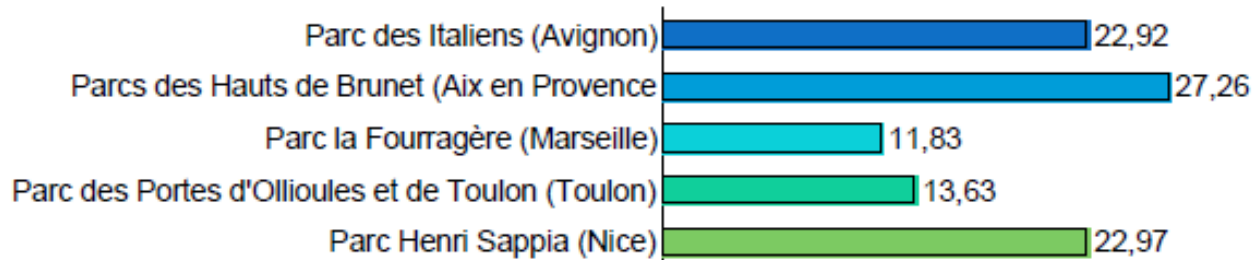 Parc des Italiens (Avignon) 22,92
Parcs des Hauts de Brunet (Aix en Provence 27,26
Parc la Fourragère (Marseille) 11,83
Parc des Portes d'Ollioules et de Toulon (Toulon) 13,63
Parc Henri Sappia (Nice) 22,97